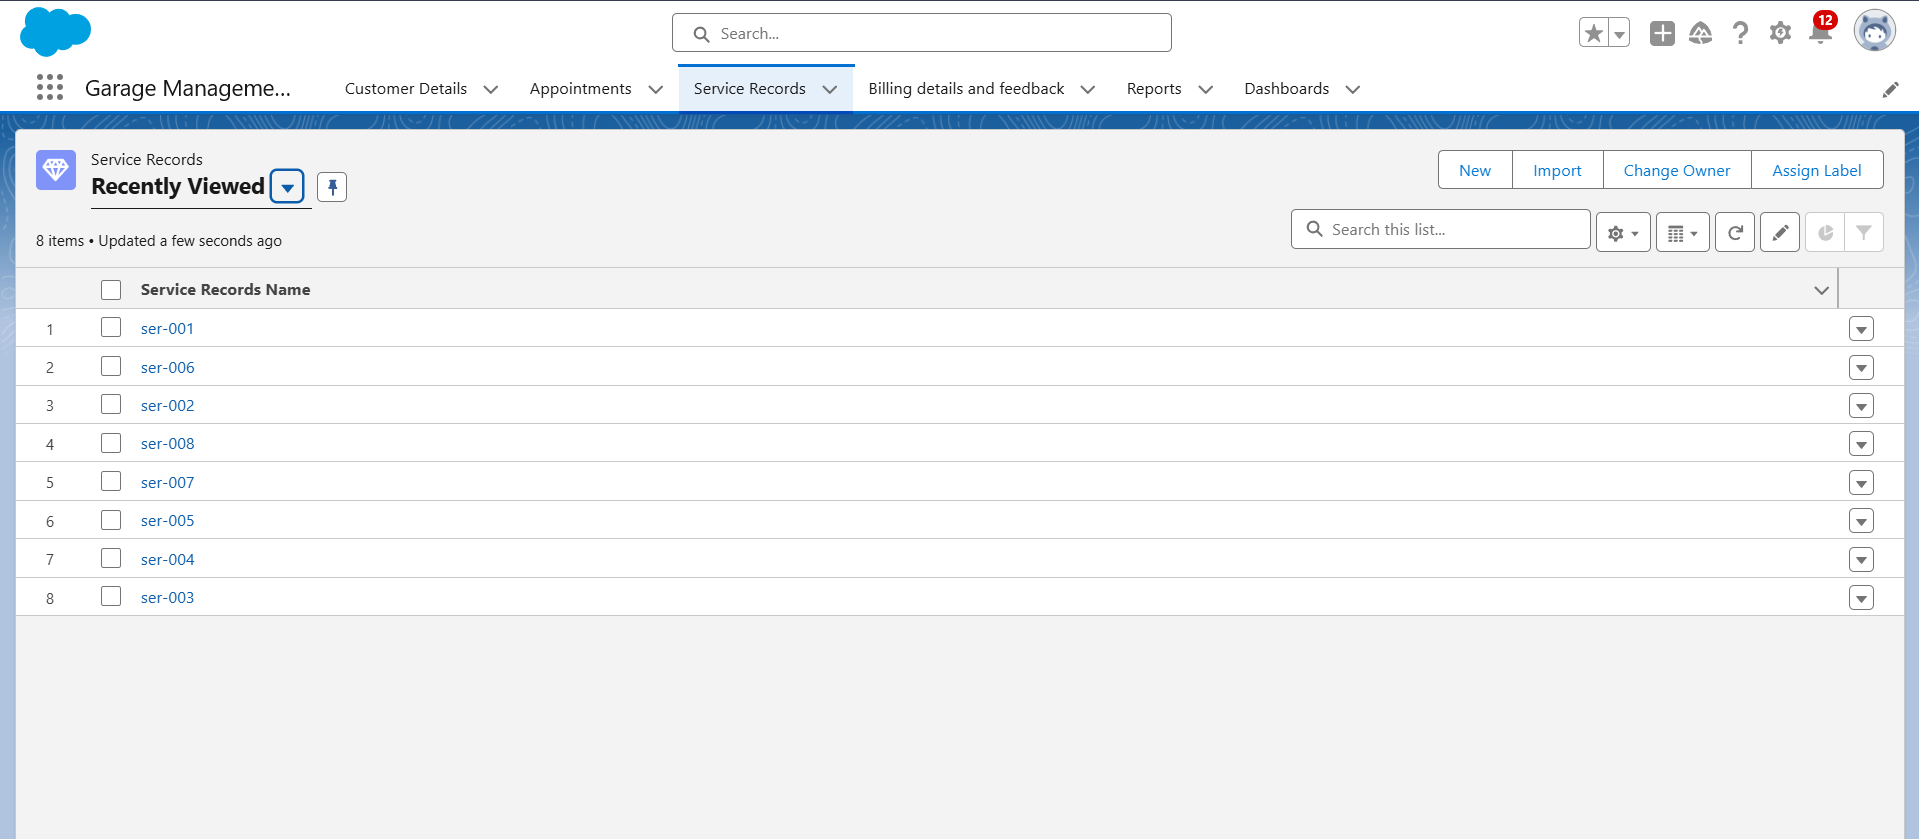 Search...
12
Garage Manageme...
Customer Details
Appointments
Service Records
Billing details and feedback
Reports
Dashboards
Service Records
Recently Viewed
New
Import
Change Owner
Assign Label
8 items • Updated a few seconds ago
Search this list...
Service Records Name
1 ser-001
2 ser-006
3 ser-002
4 ser-008
5 ser-007
6 ser-005
7 ser-004
8 ser-003